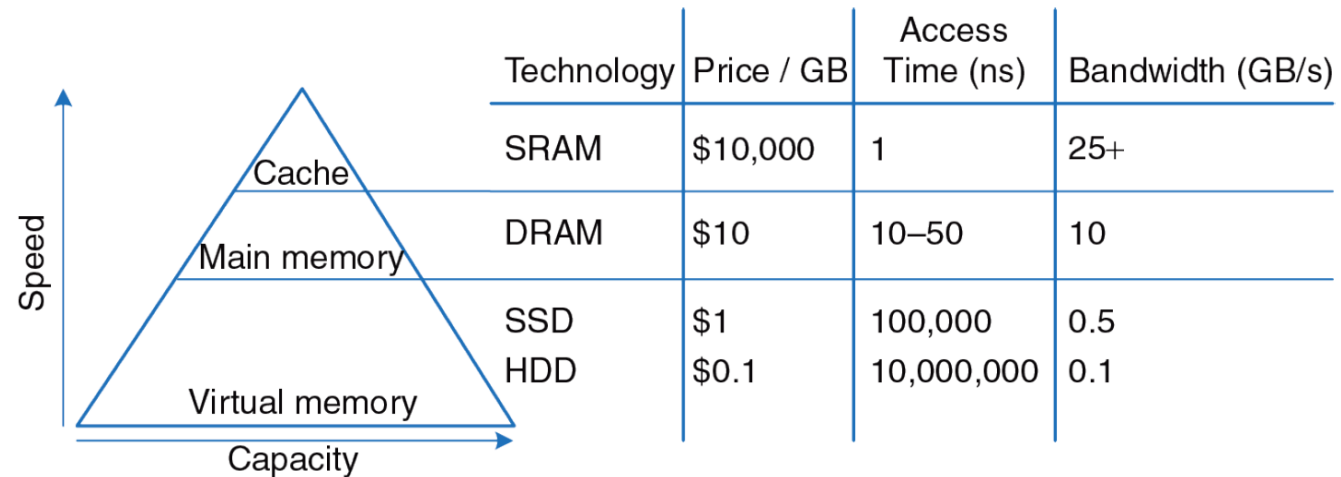 Technology Price / GB Access Time (ns) Bandwidth (GB/s)
Cache SRAM $10,000 1 25+
Main memory DRAM $10 10–50 10
SSD $1 100,000 0.5
HDD $0.1 10,000,000 0.1
Virtual memory
Speed
Capacity